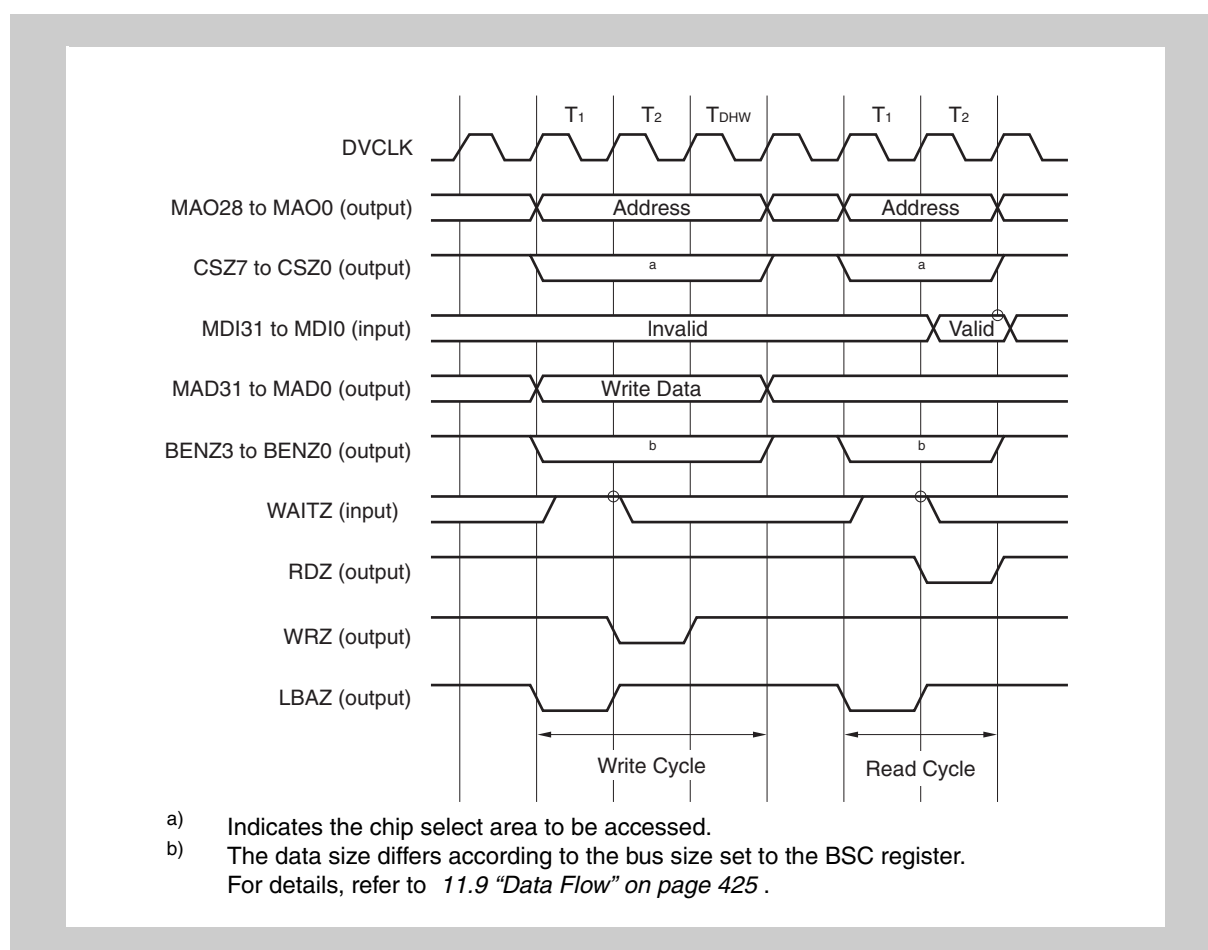 T1 T2 TDHW T1 T2
DVCLK
MAO28 to MAO0 (output) Address Address
CSZ7 to CSZ0 (output) a a
MDI31 to MDI0 (input) Invalid Valid
MAD31 to MAD0 (output) Write Data
BENZ3 to BENZ0 (output) b b
WAITZ (input)
RDZ (output)
WRZ (output)
LBAZ (output)
Write Cycle Read Cycle
a) Indicates the chip select area to be accessed.
b) The data size differs according to the bus size set to the BSC register.
For details, refer to 11.9 “Data Flow” on page 425 .